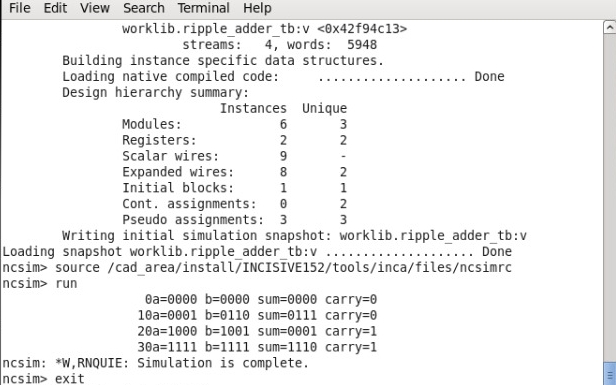 File Edit View Search Terminal Help
worklib.ripple_adder_tb:v <0x42f94c13>
streams: 4, words: 5948
Building instance specific data structures.
Loading native compiled code: .................... Done
Design hierarchy summary:
Instances Unique
Modules: 6 3
Registers: 2 2
Scalar wires: 9 -
Expanded wires: 8 2
Initial blocks: 1 1
Cont. assignments: 0 2
Pseudo assignments: 3 3
Writing initial simulation snapshot: worklib.ripple_adder_tb:v
Loading snapshot worklib.ripple_adder_tb:v .................... Done
ncsim> source /cad_area/install/INCISIVE152/tools/inca/files/ncsimrc
ncsim> run
0a=0000 b=0000 sum=0000 carry=0
10a=0001 b=0110 sum=0111 carry=0
20a=1000 b=1001 sum=0001 carry=1
30a=1111 b=1111 sum=1110 carry=1
ncsim: *W,RNQUIE: Simulation is complete.
ncsim> exit